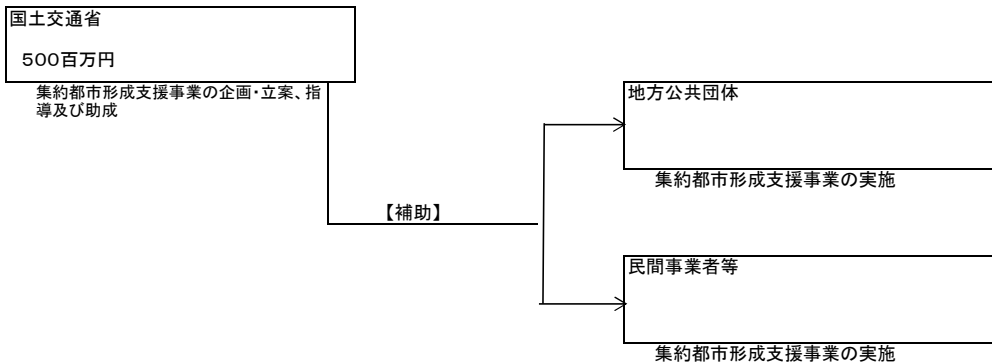 国土交通省
500百万円
集約都市形成支援事業の企画・立案、指
導及び助成
地方公共団体
集約都市形成支援事業の実施
【補助】
民間事業者等
集約都市形成支援事業の実施